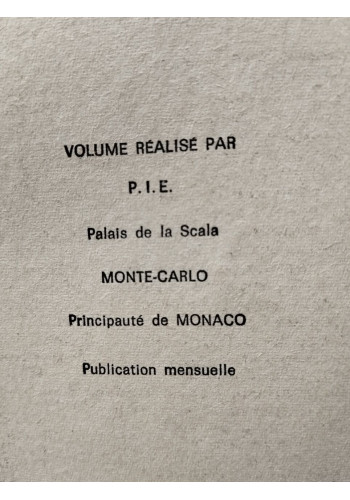 VOLUME RÉALISÉ PAR
P.I.E.
Palais de la Scala
MONTE-CARLO
Principauté de MONACO
Publication mensuelle